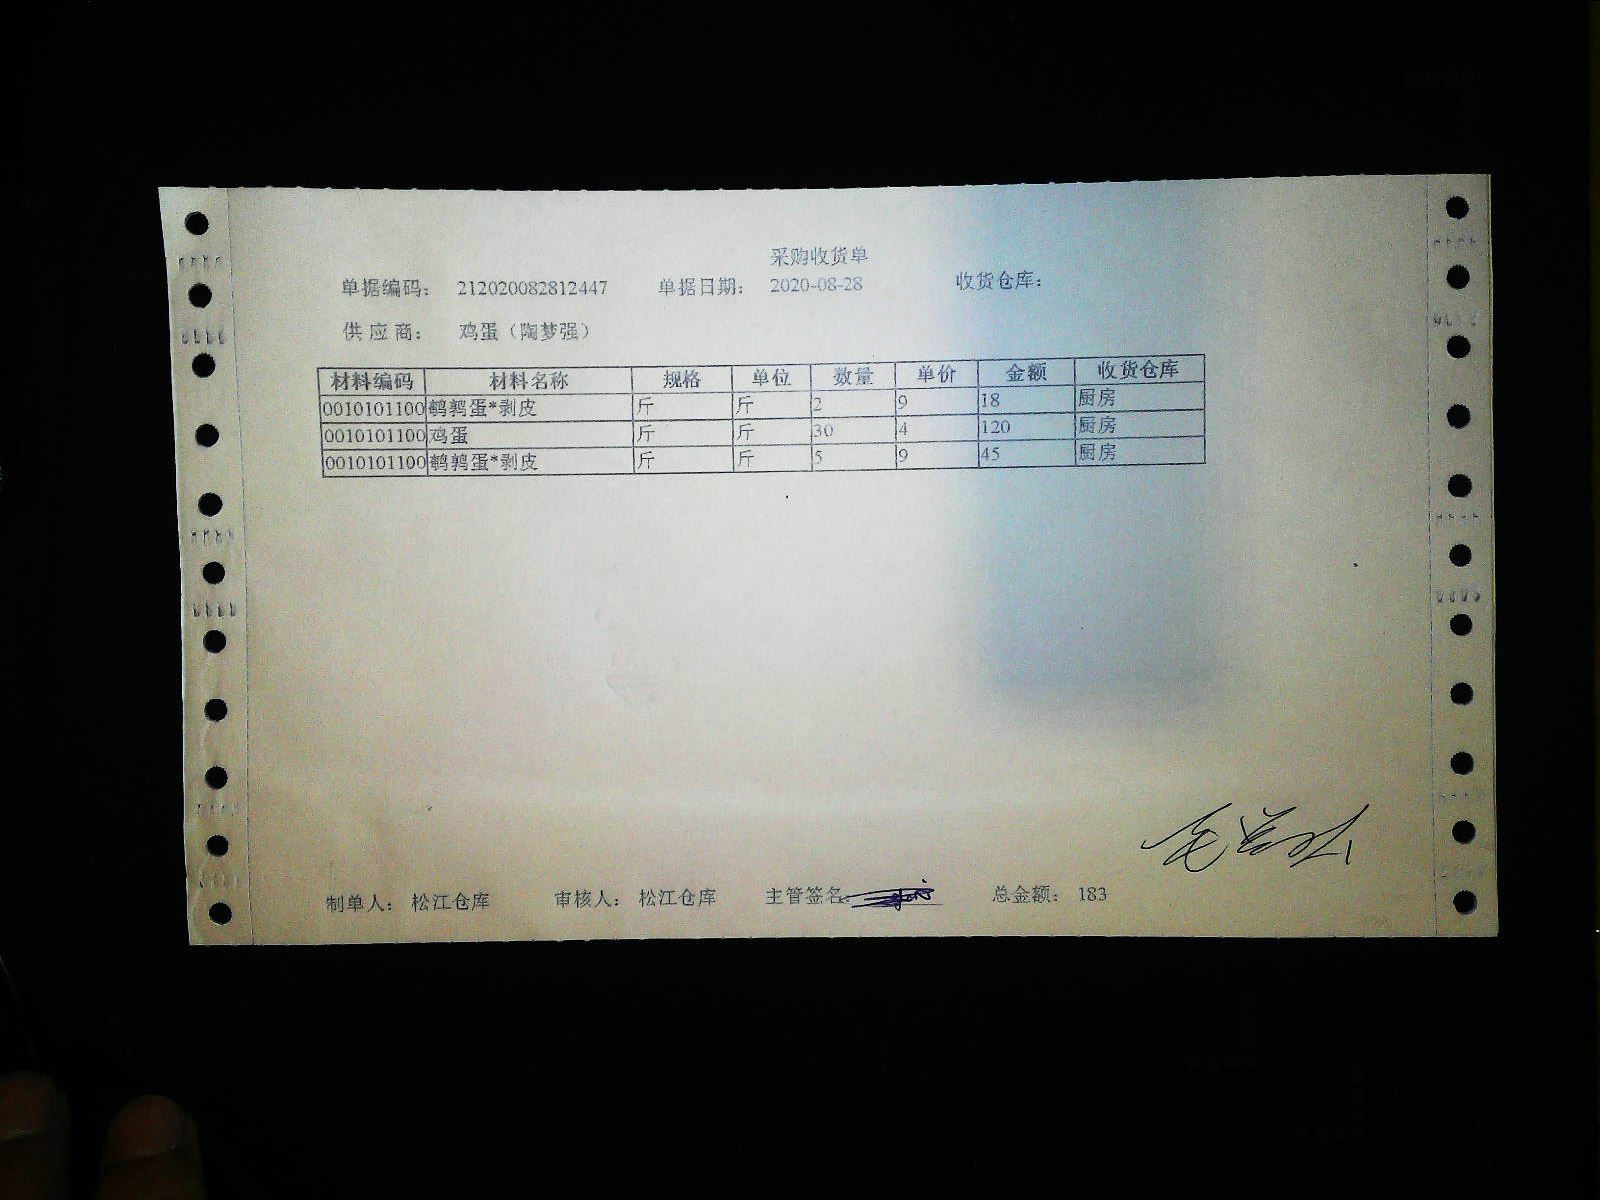 采购收货单
单据编码： 212020082812447 单据日期： 2020-08-28 收货仓库：
供 应 商： 鸡蛋（陶梦强）
材料编码 材料名称 规格 单位 数量 单价 金额 收货仓库
0010101100 鹌鹑蛋*剥皮 斤 斤 2 9 18 厨房
0010101100 鸡蛋 斤 斤 30 4 120 厨房
0010101100 鹌鹑蛋*剥皮 斤 斤 5 9 45 厨房
制单人： 松江仓库 审核人： 松江仓库 主管签名： 总金额： 183